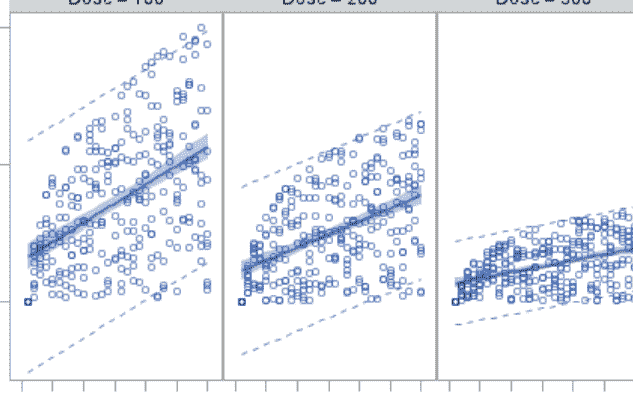 Dose = 100
Dose = 200
Dose = 300